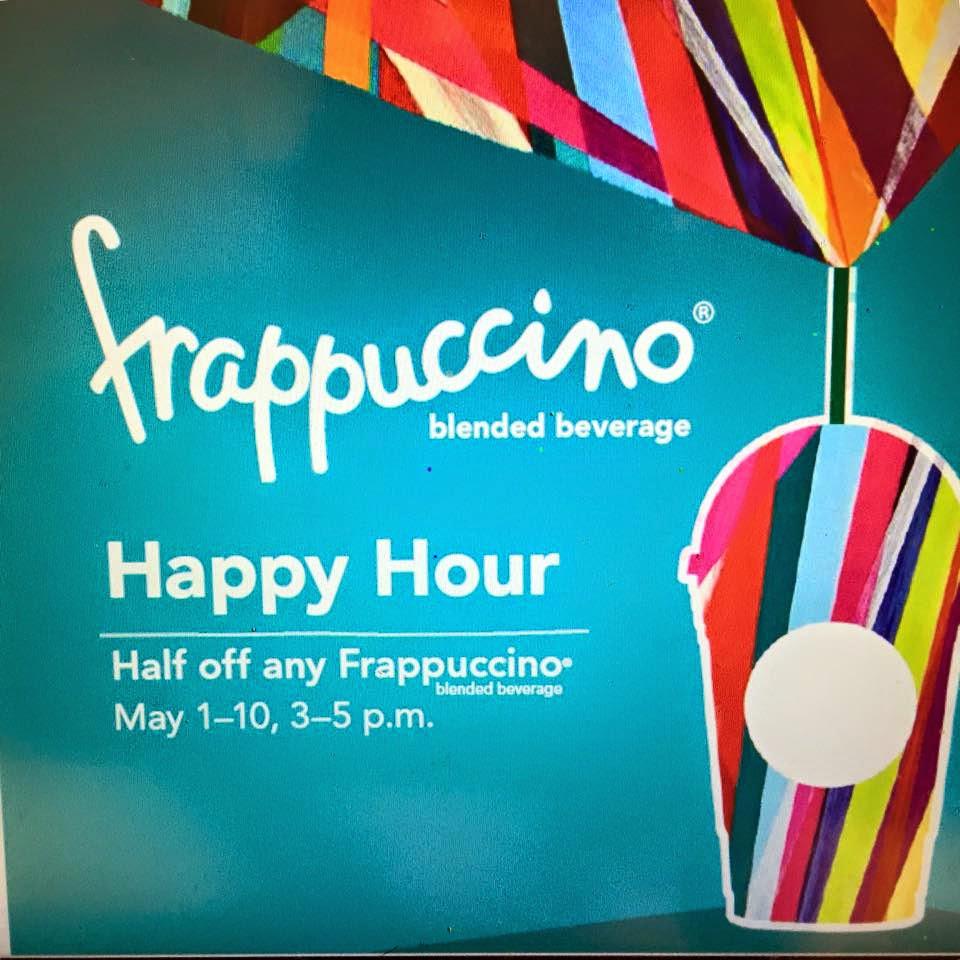 frappuccino®
blended beverage
Happy Hour
Half off any Frappuccino®
blended beverage
May 1–10, 3–5 p.m.